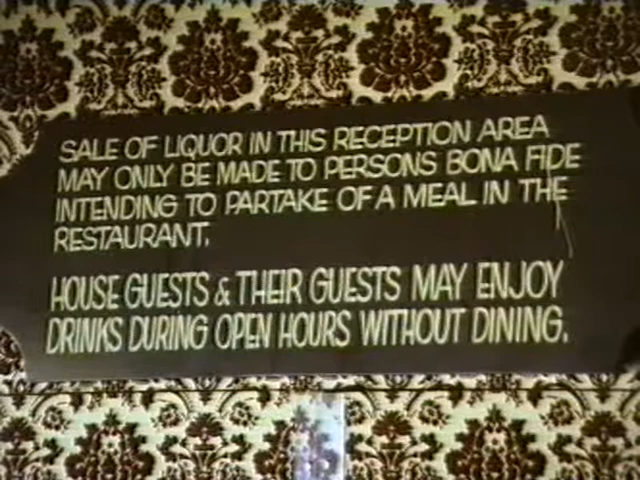 SALE OF LIQUOR IN THIS RECEPTION AREA
MAY ONLY BE MADE TO PERSONS BONA FIDE
INTENDING TO PARTAKE OF A MEAL IN THE
RESTAURANT.
HOUSE GUESTS & THEIR GUESTS MAY ENJOY
DRINKS DURING OPEN HOURS WITHOUT DINING.